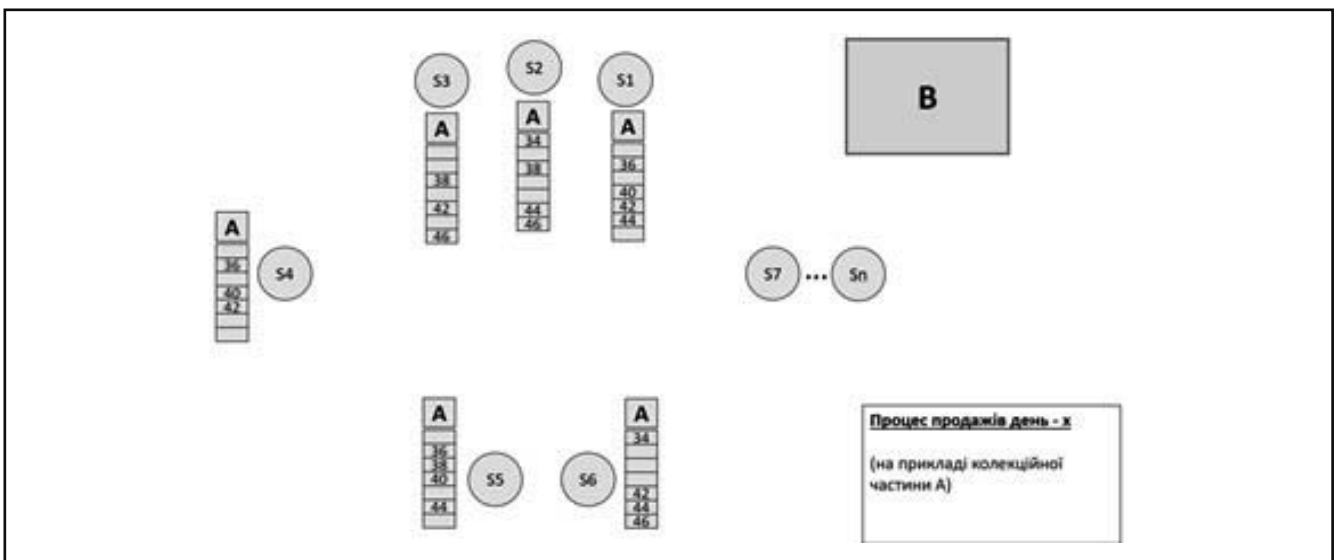 S3
S2
S1
B
A
38
42
46
A
34
38
44
46
A
36
40
42
44
A
36
40
42
S4
S7 ... Sn
A
36
38
40
44
S5
S6
A
34
42
44
46
Процес продажів день - х
(на прикладі колекційної
частини А)